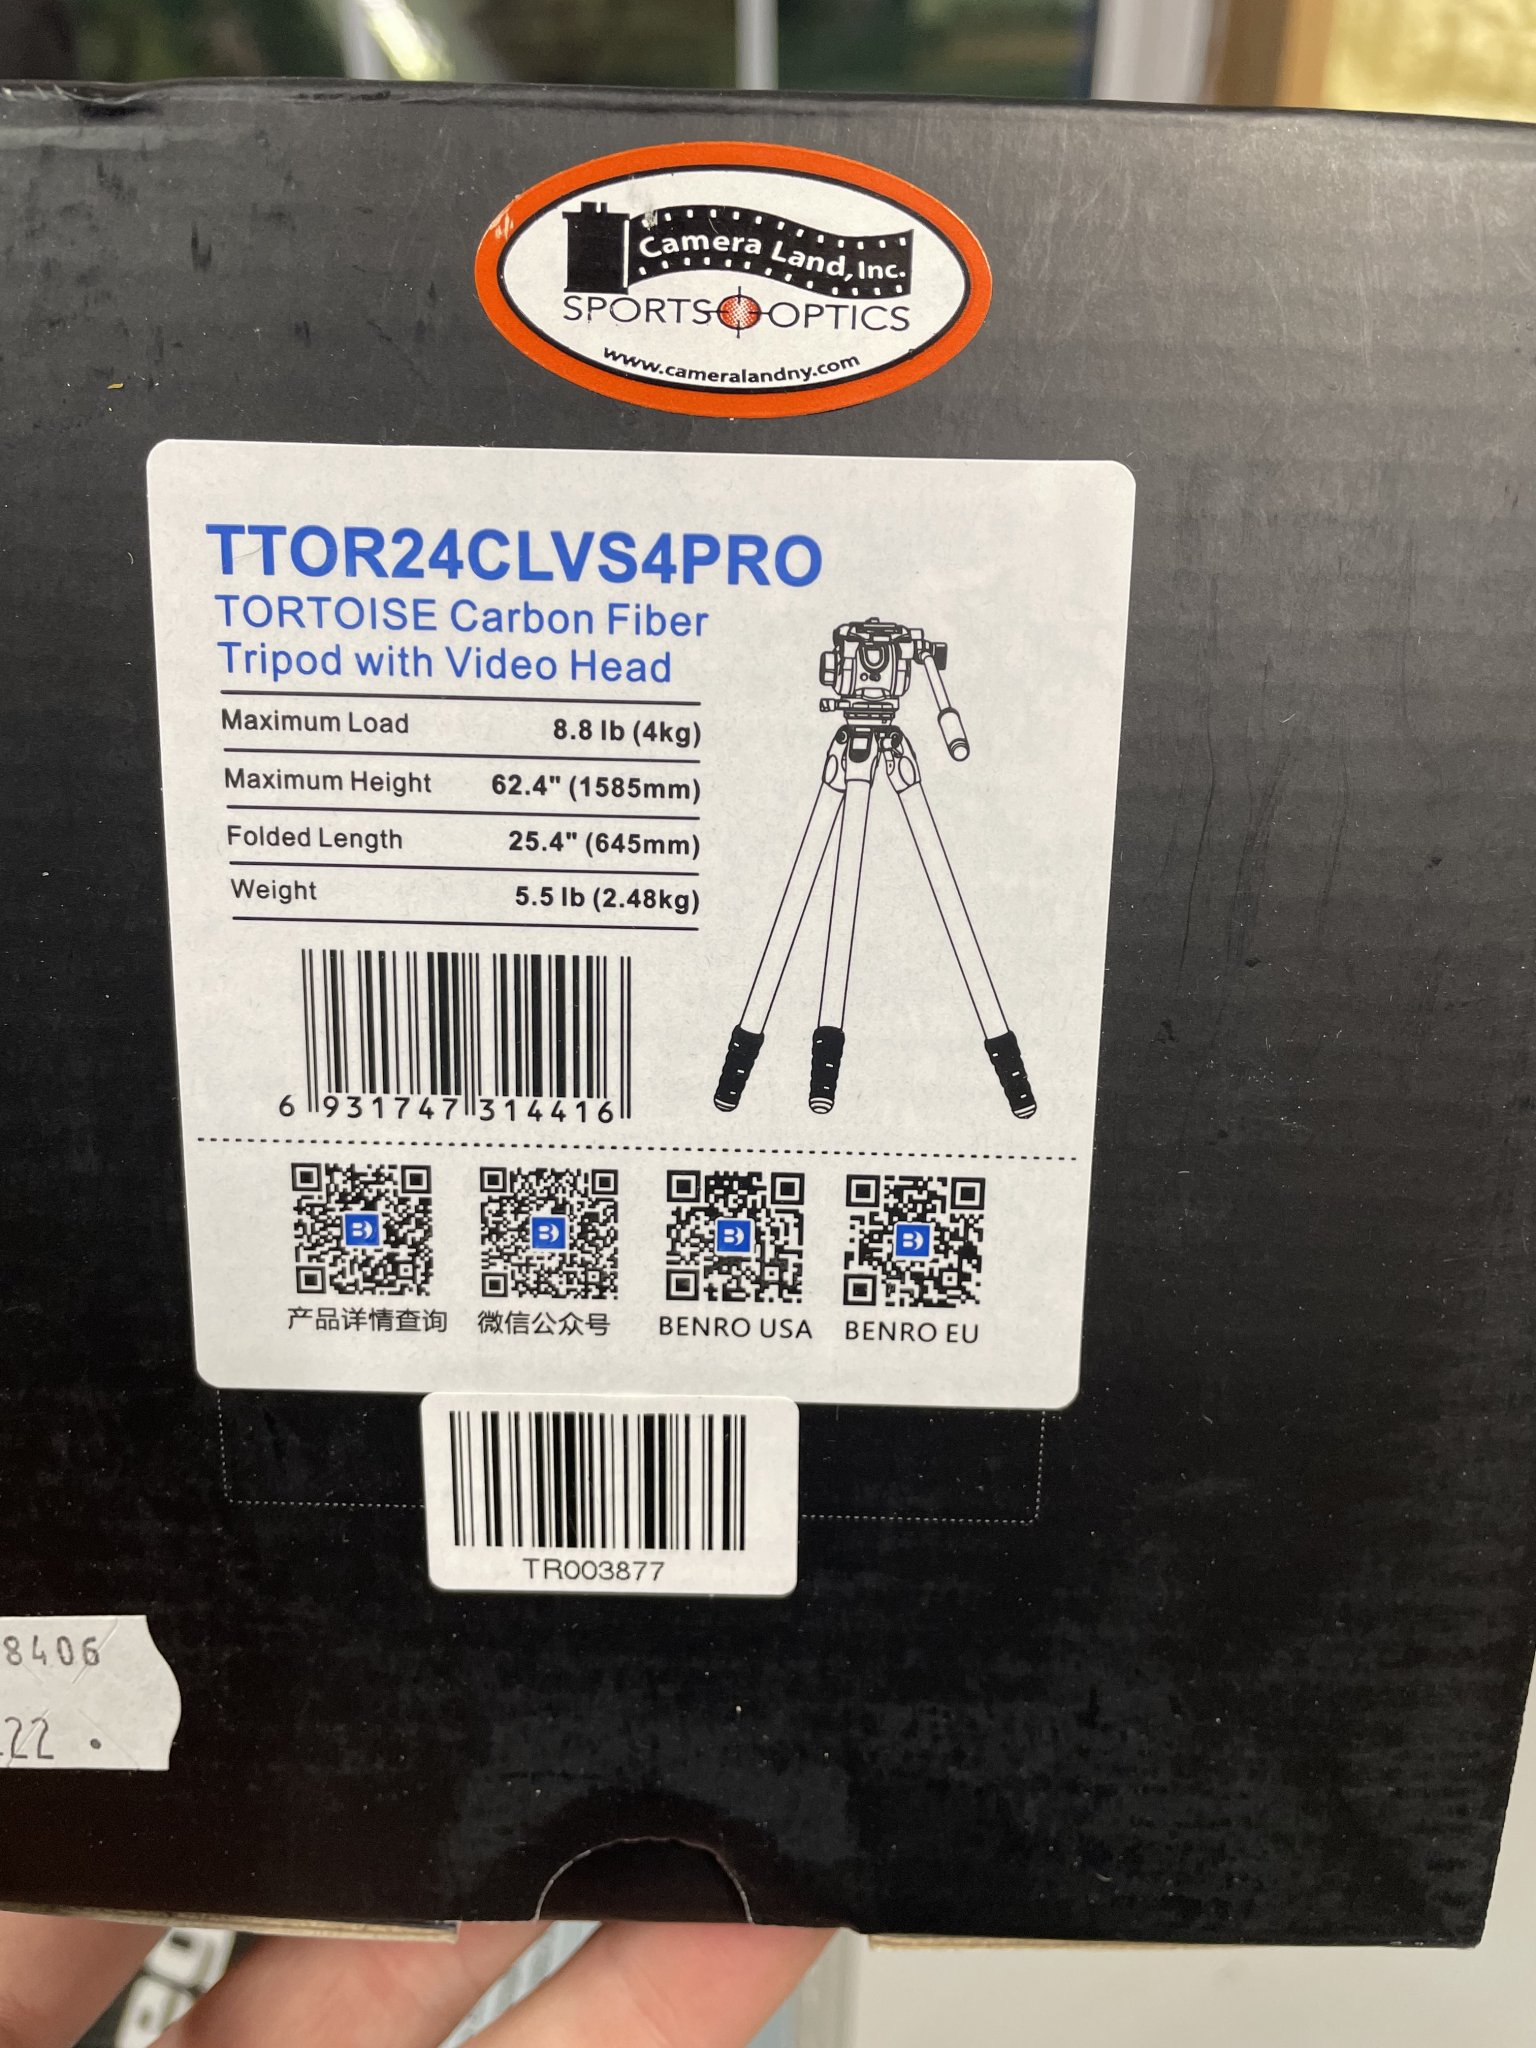 Camera Land, Inc.
SPORTS OPTICS
www.cameralandny.com
TTOR24CLVS4PRO
TORTOISE Carbon Fiber
Tripod with Video Head
Maximum Load 8.8 lb (4kg)
Maximum Height 62.4" (1585mm)
Folded Length 25.4" (645mm)
Weight 5.5 lb (2.48kg)
6 931747 314416
产品详情查询 微信公众号 BENRO USA BENRO EU
TR003877
8406
22 .